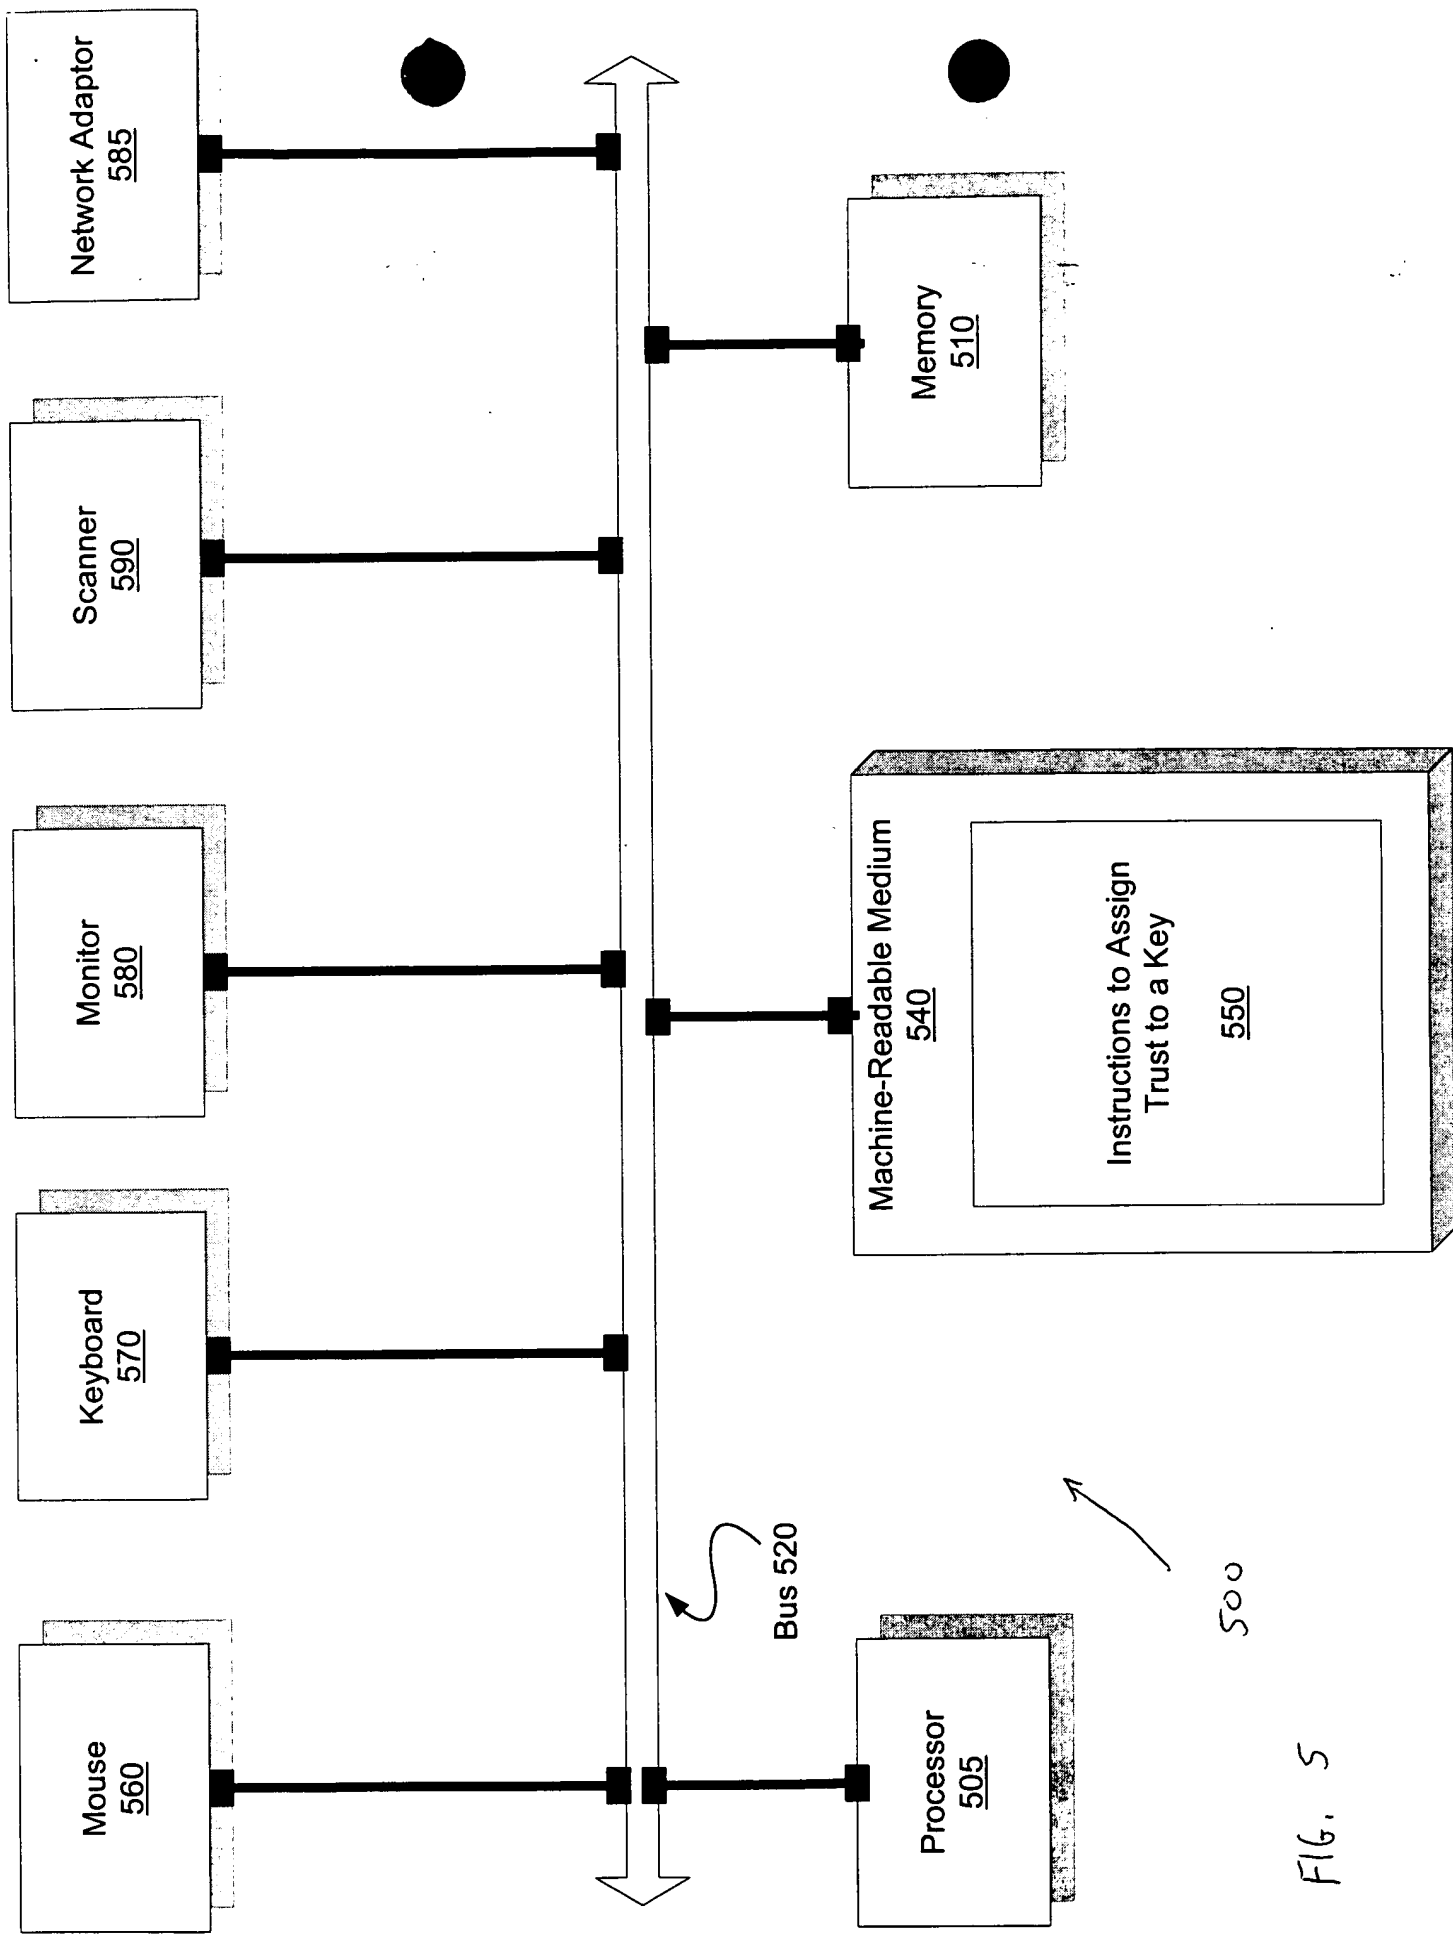 Mouse
560
Keyboard
570
Monitor
580
Scanner
590
Network Adaptor
585
Bus 520
Processor
505
Machine-Readable Medium
540
Instructions to Assign
Trust to a Key
550
Memory
510
500
FIG. 5